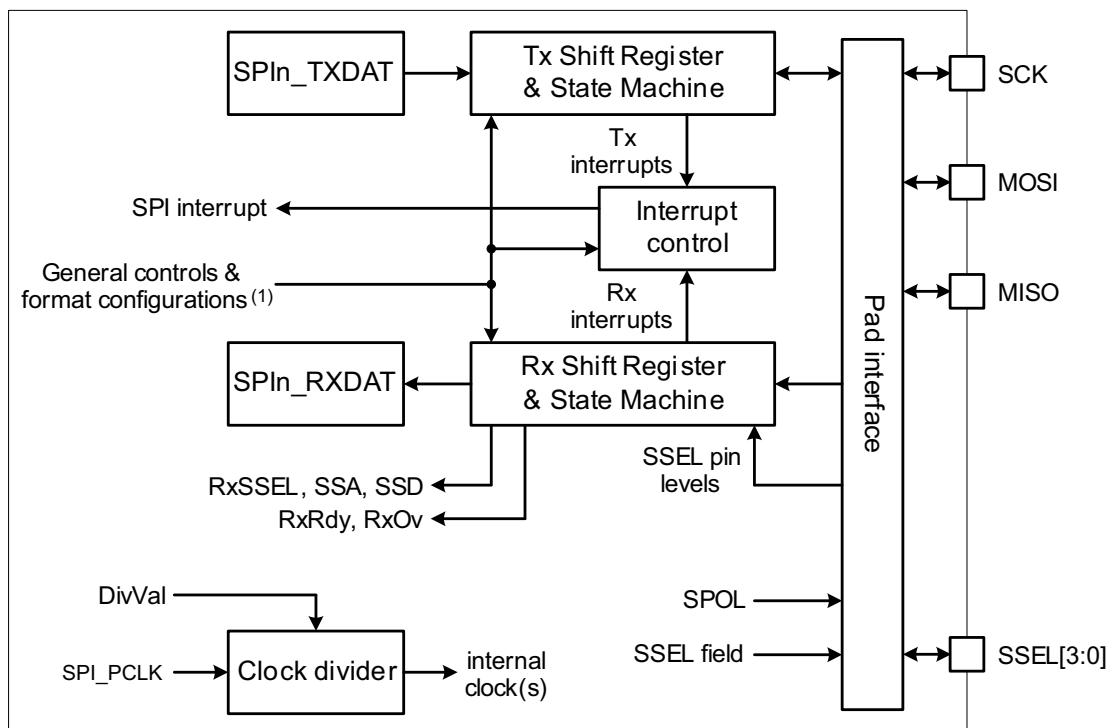 SPIn_TXDAT
Tx Shift Register
& State Machine
SCK
Tx
interrupts
MOSI
SPI interrupt
Interrupt
control
General controls &
format configurations (1)
Rx
interrupts
MISO
Pad interface
SPIn_RXDAT
Rx Shift Register
& State Machine
SSEL pin
levels
RxSSEL, SSA, SSD
RxRdy, RxOv
DivVal
SPOL
SPI_PCLK
Clock divider
internal
clock(s)
SSEL field
SSEL[3:0]